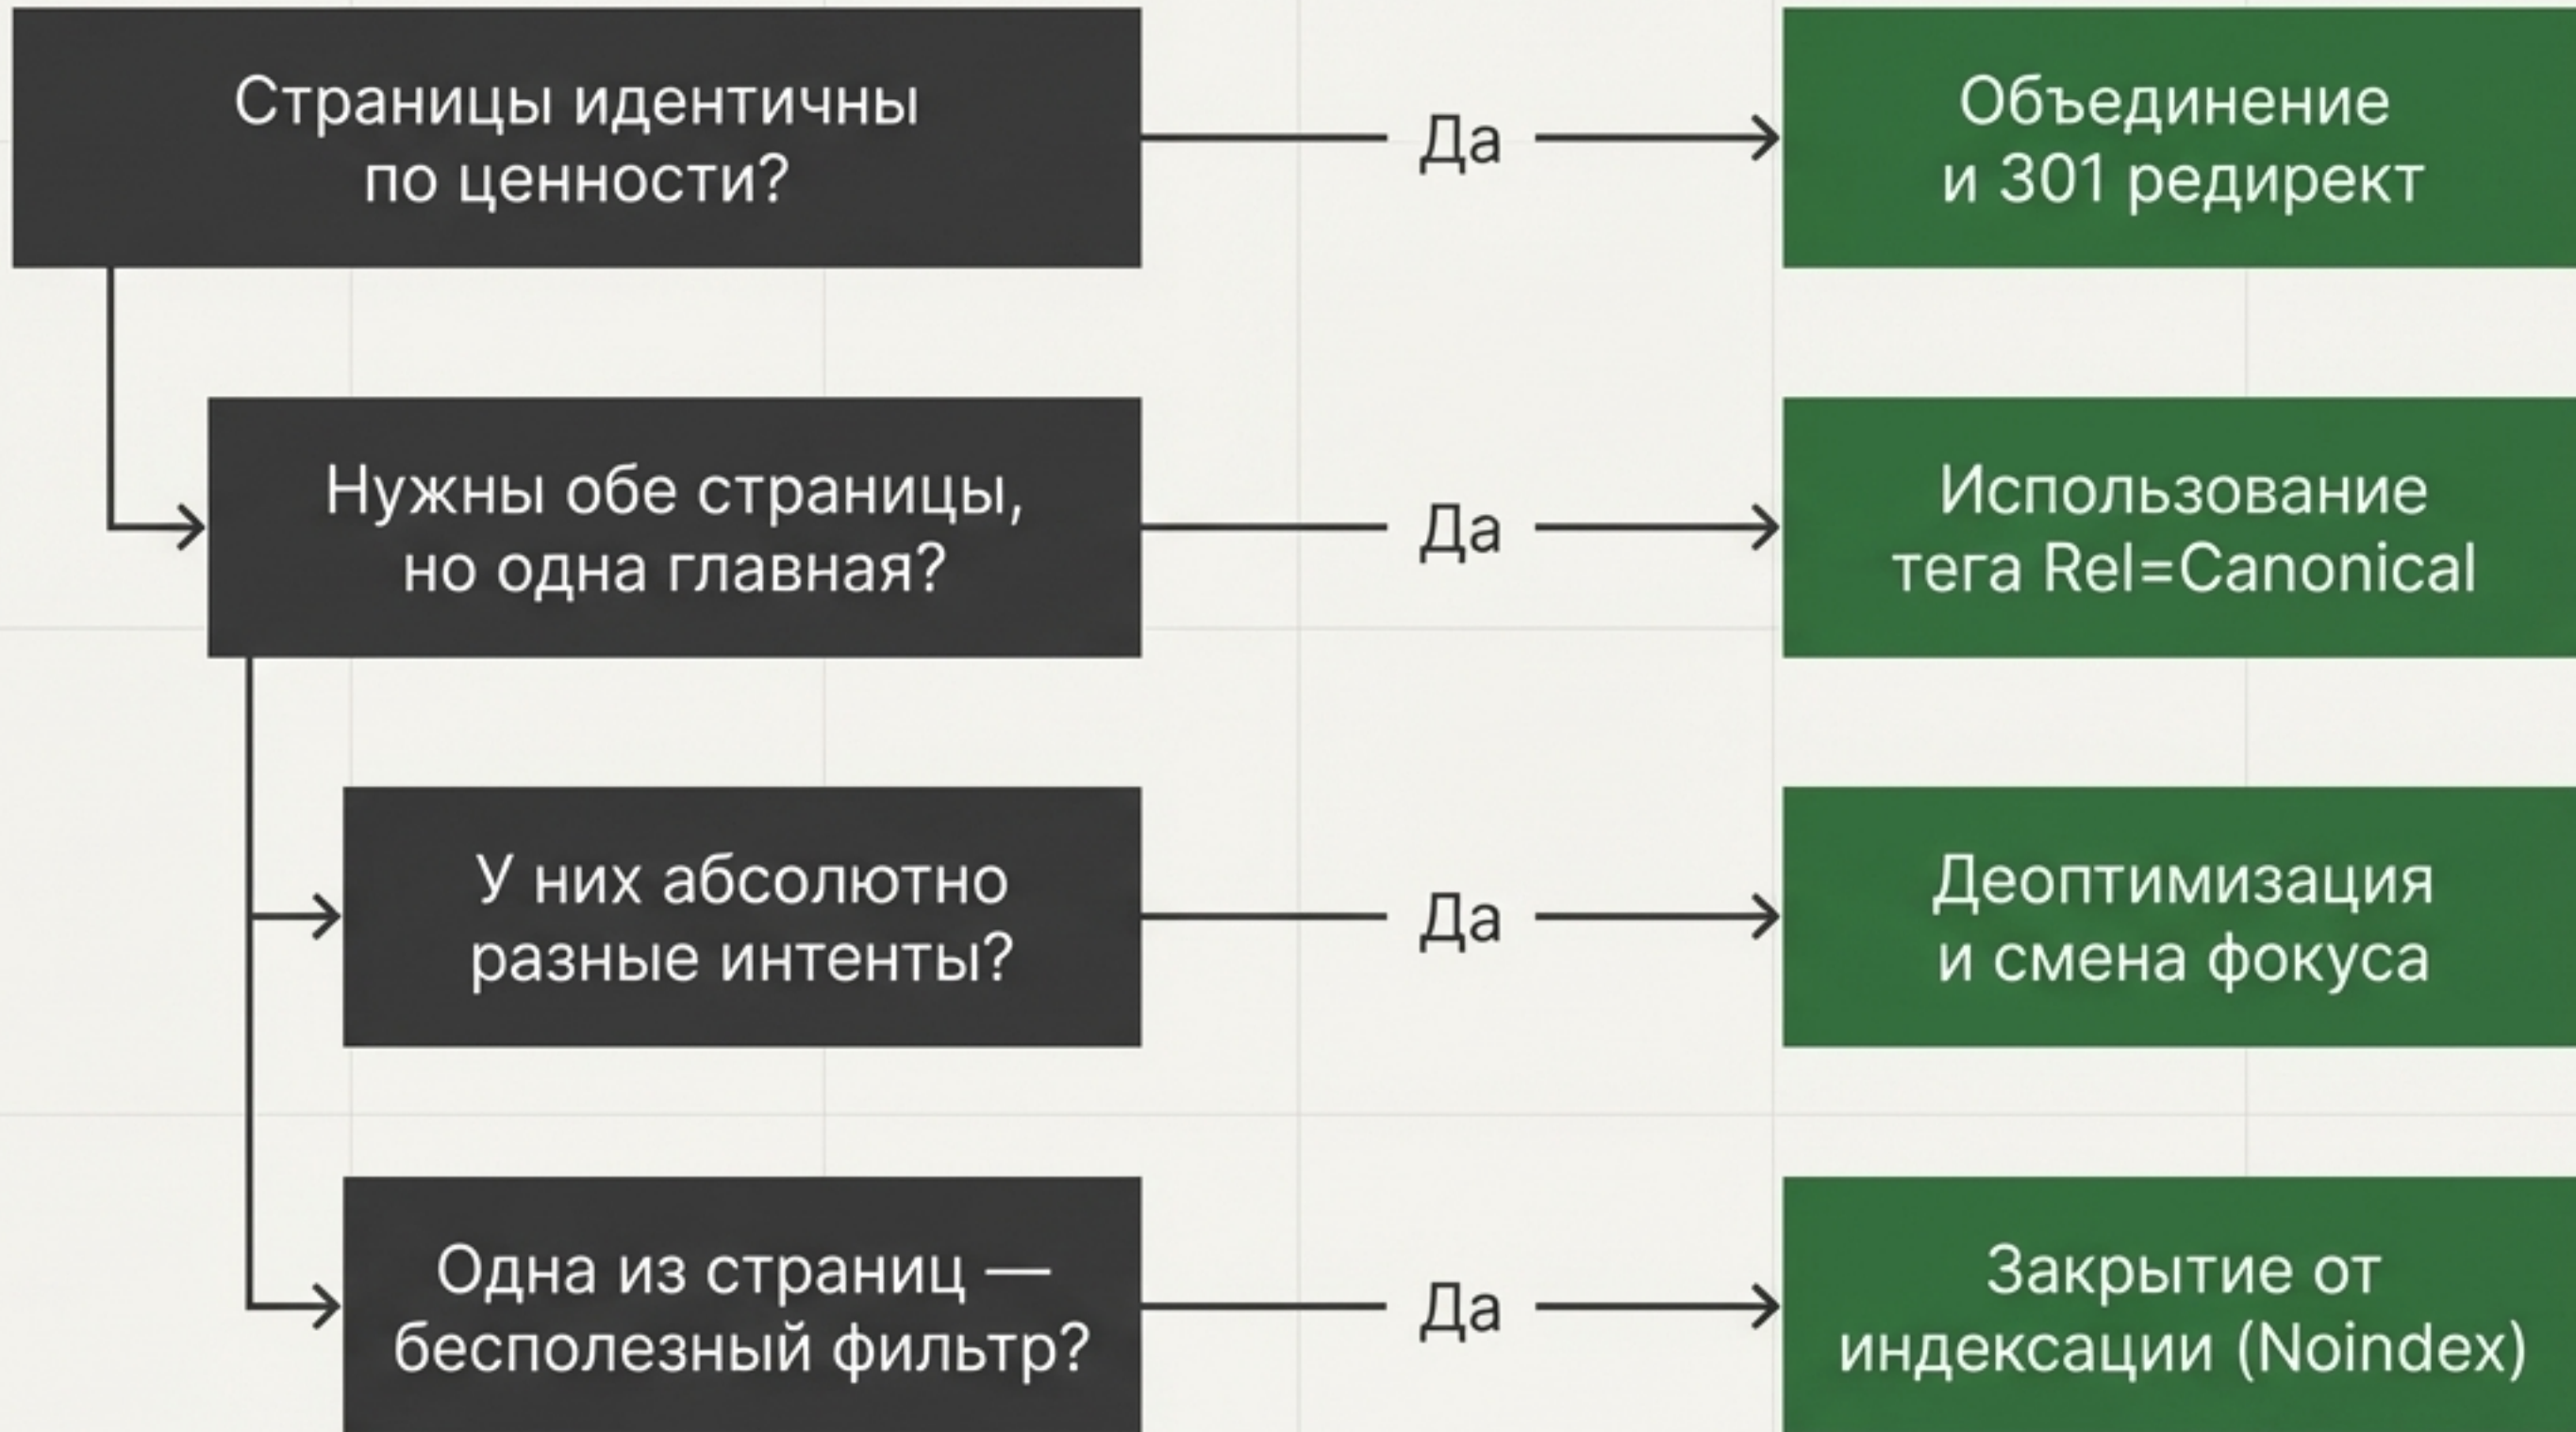 Страницы идентичны
по ценности?
Да
Объединение
и 301 редирект
Нужны обе страницы,
но одна главная?
Да
Использование
тега Rel=Canonical
У них абсолютно
разные интенты?
Да
Деоптимизация
и смена фокуса
Одна из страниц —
бесполезный фильтр?
Да
Закрытие от
индексации (Noindex)